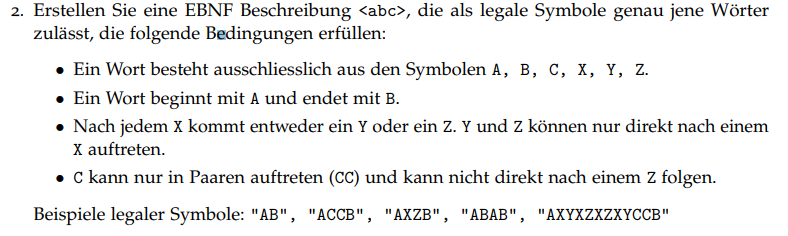 2. Erstellen Sie eine EBNF Beschreibung <abc>, die als legale Symbole genau jene Wörter
zulässt, die folgende Bedingungen erfüllen:
• Ein Wort besteht ausschliesslich aus den Symbolen A, B, C, X, Y, Z.
• Ein Wort beginnt mit A und endet mit B.
• Nach jedem X kommt entweder ein Y oder ein Z. Y und Z können nur direkt nach einem
X auftreten.
• C kann nur in Paaren auftreten (CC) und kann nicht direkt nach einem Z folgen.
Beispiele legaler Symbole: "AB", "ACCB", "AXZB", "ABAB", "AXYXZXZXYCCB"